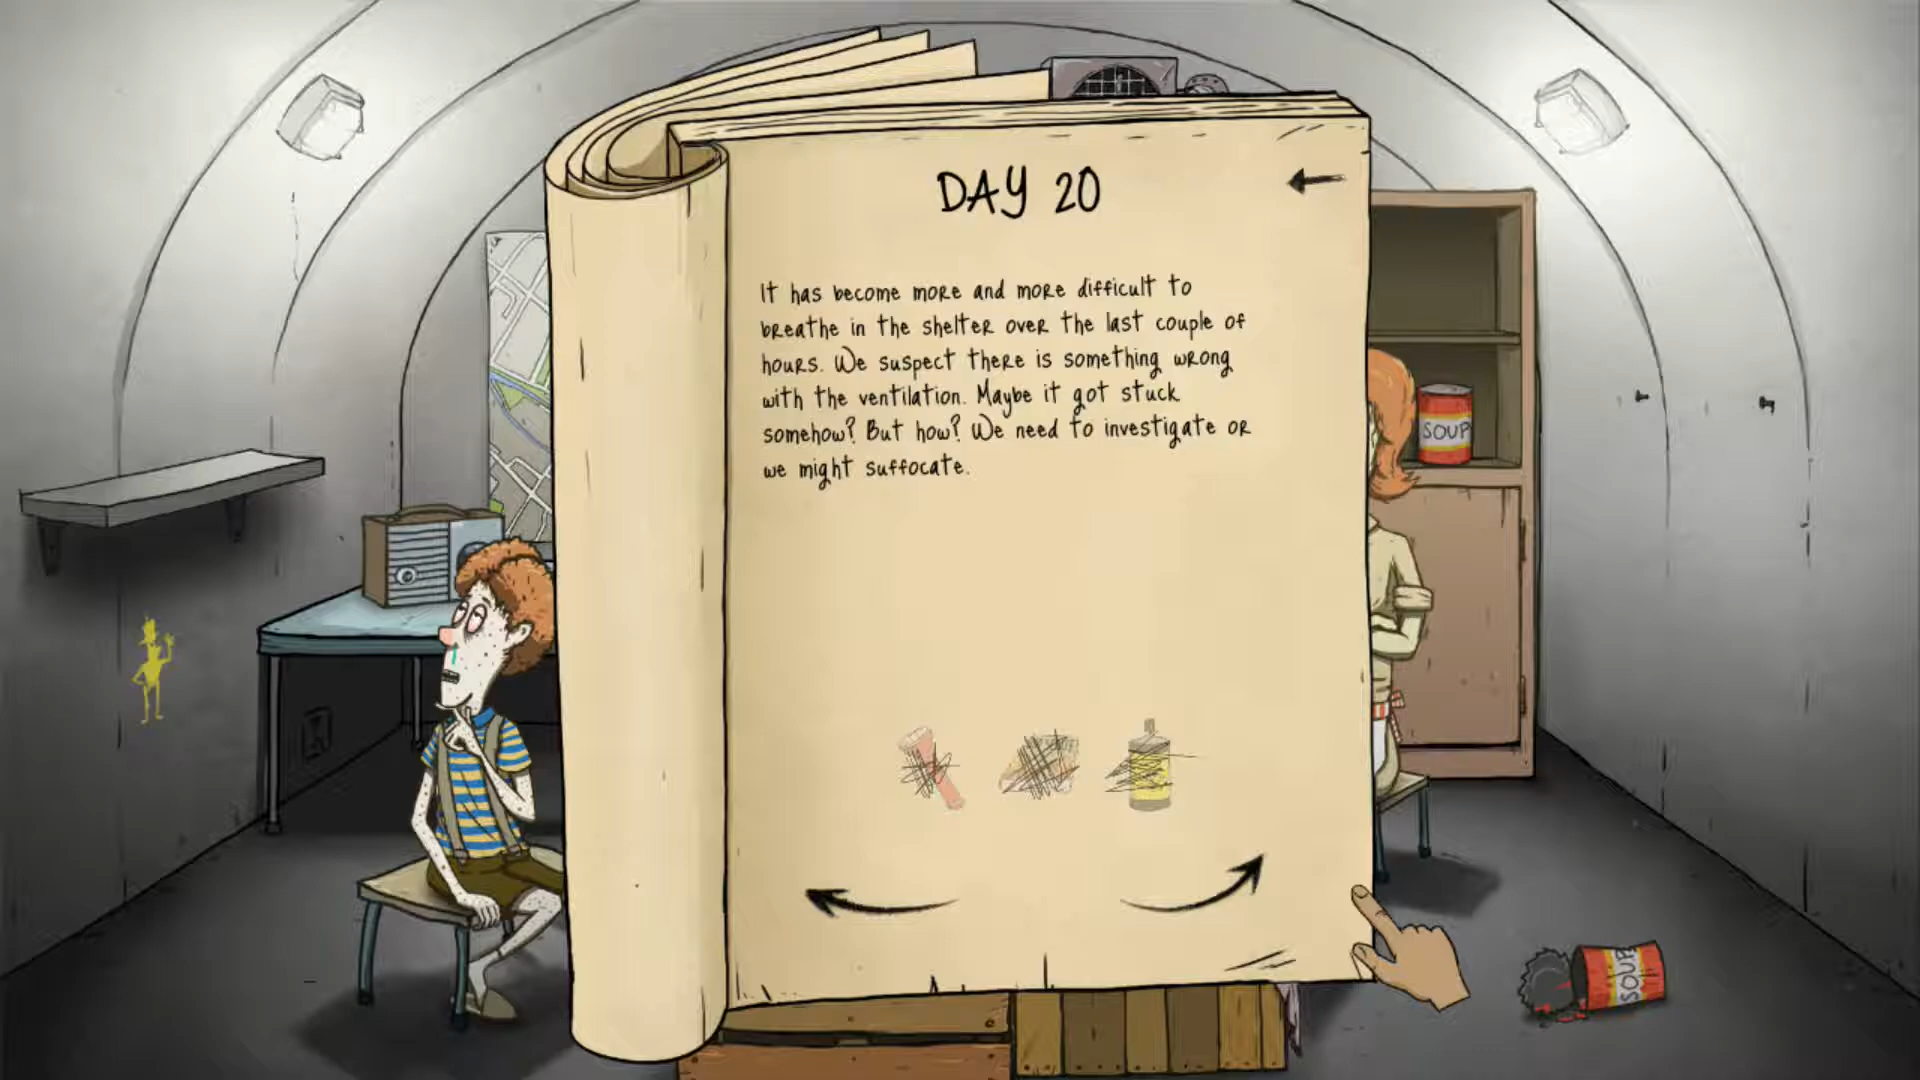 DAY 20
It has become more and more difficult to
breathe in the shelter over the last couple of
hours. We suspect there is something wrong
with the ventilation. Maybe it got stuck
somehow? But how? We need to investigate or
we might suffocate.
SOUP
SOUP